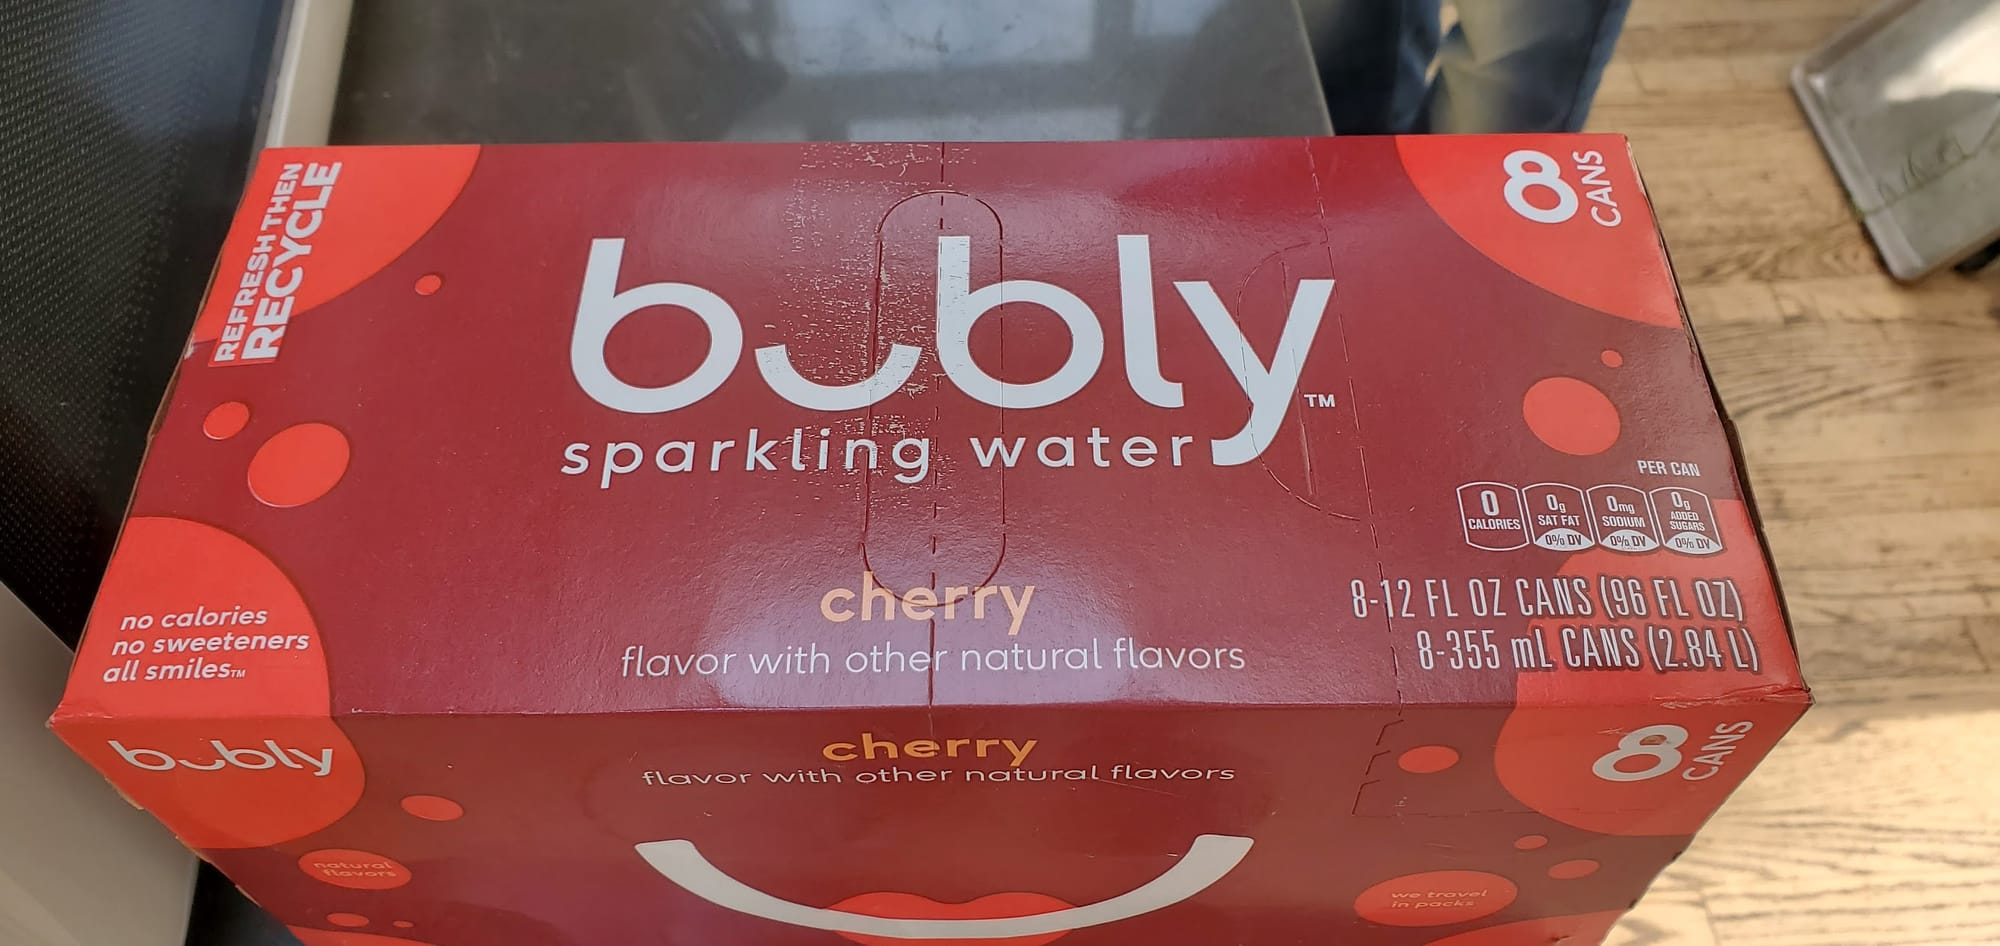 REFRESH THEN
RECYCLE
8
CANS
bubly™
sparkling water
PER CAN
0
CALORIES
0g
SAT FAT
0% DV
0mg
SODIUM
0% DV
0g
ADDED
SUGARS
0% DV
cherry
flavor with other natural flavors
8-12 FL OZ CANS (96 FL OZ)
8-355 mL CANS (2.84 L)
no calories
no sweeteners
all smiles™
bubly
cherry
flavor with other natural flavors
8
CANS
natural
flavors
we travel
in packs